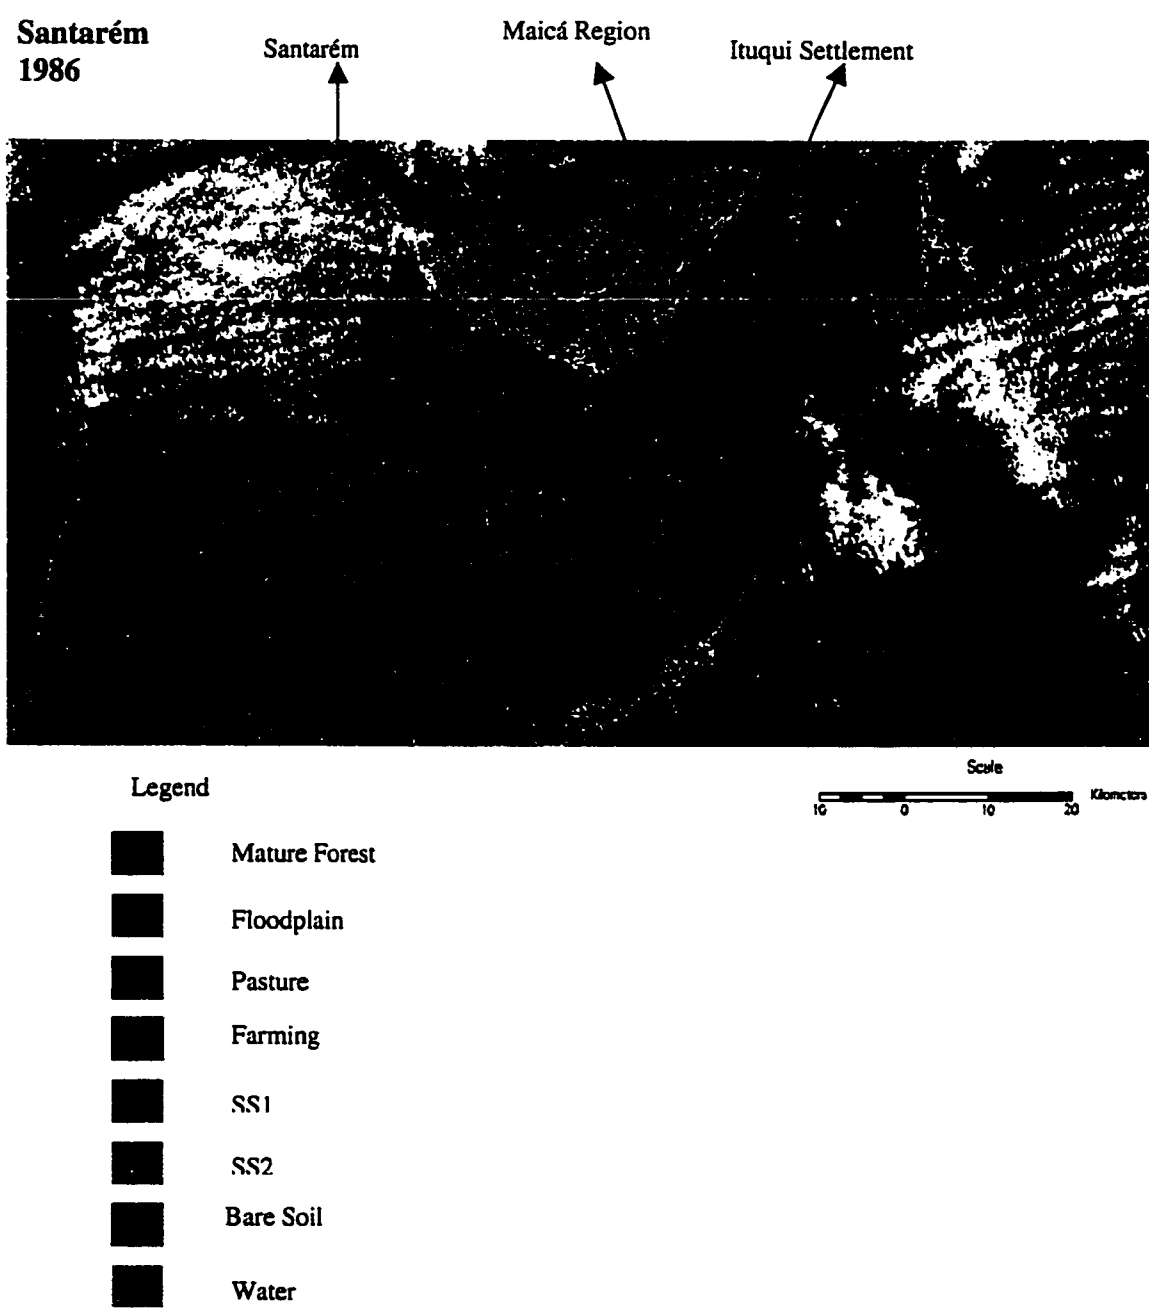 Santarém
1986
Santarém
Maicá Region
Ituqui Settlement
Legend
Mature Forest
Floodplain
Pasture
Farming
SS1
SS2
Bare Soil
Water
Scale
10 0 10 20 Kilometers